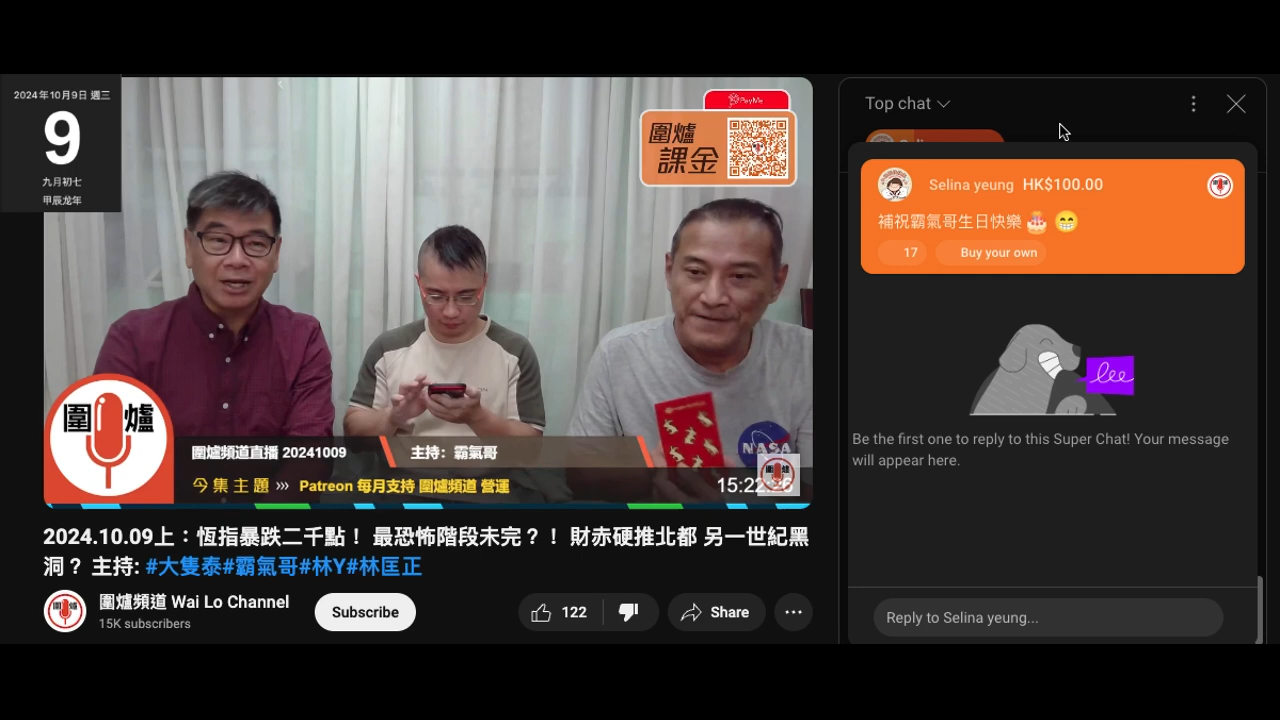 2024年10月9日 週三
9
九月初七
甲辰龙年
PayMe
圍爐
課金
圍 爐
圍爐頻道直播 20241009
主持：霸氣哥
今 集 主 題 ››› Patreon 每月支持 圍爐頻道 營運
NASA
2024.10.09上：恆指暴跌二千點！ 最恐怖階段未完？！ 財赤硬推北都 另一世紀黑
洞？ 主持: #大隻泰#霸氣哥#林Y#林匡正
圍爐頻道 Wai Lo Channel
15K subscribers
Subscribe
122
Share
Top chat
Selina yeung HK$100.00
補祝霸氣哥生日快樂🎂 😁
17
Buy your own
lee
Be the first one to reply to this Super Chat! Your message
will appear here.
Reply to Selina yeung...